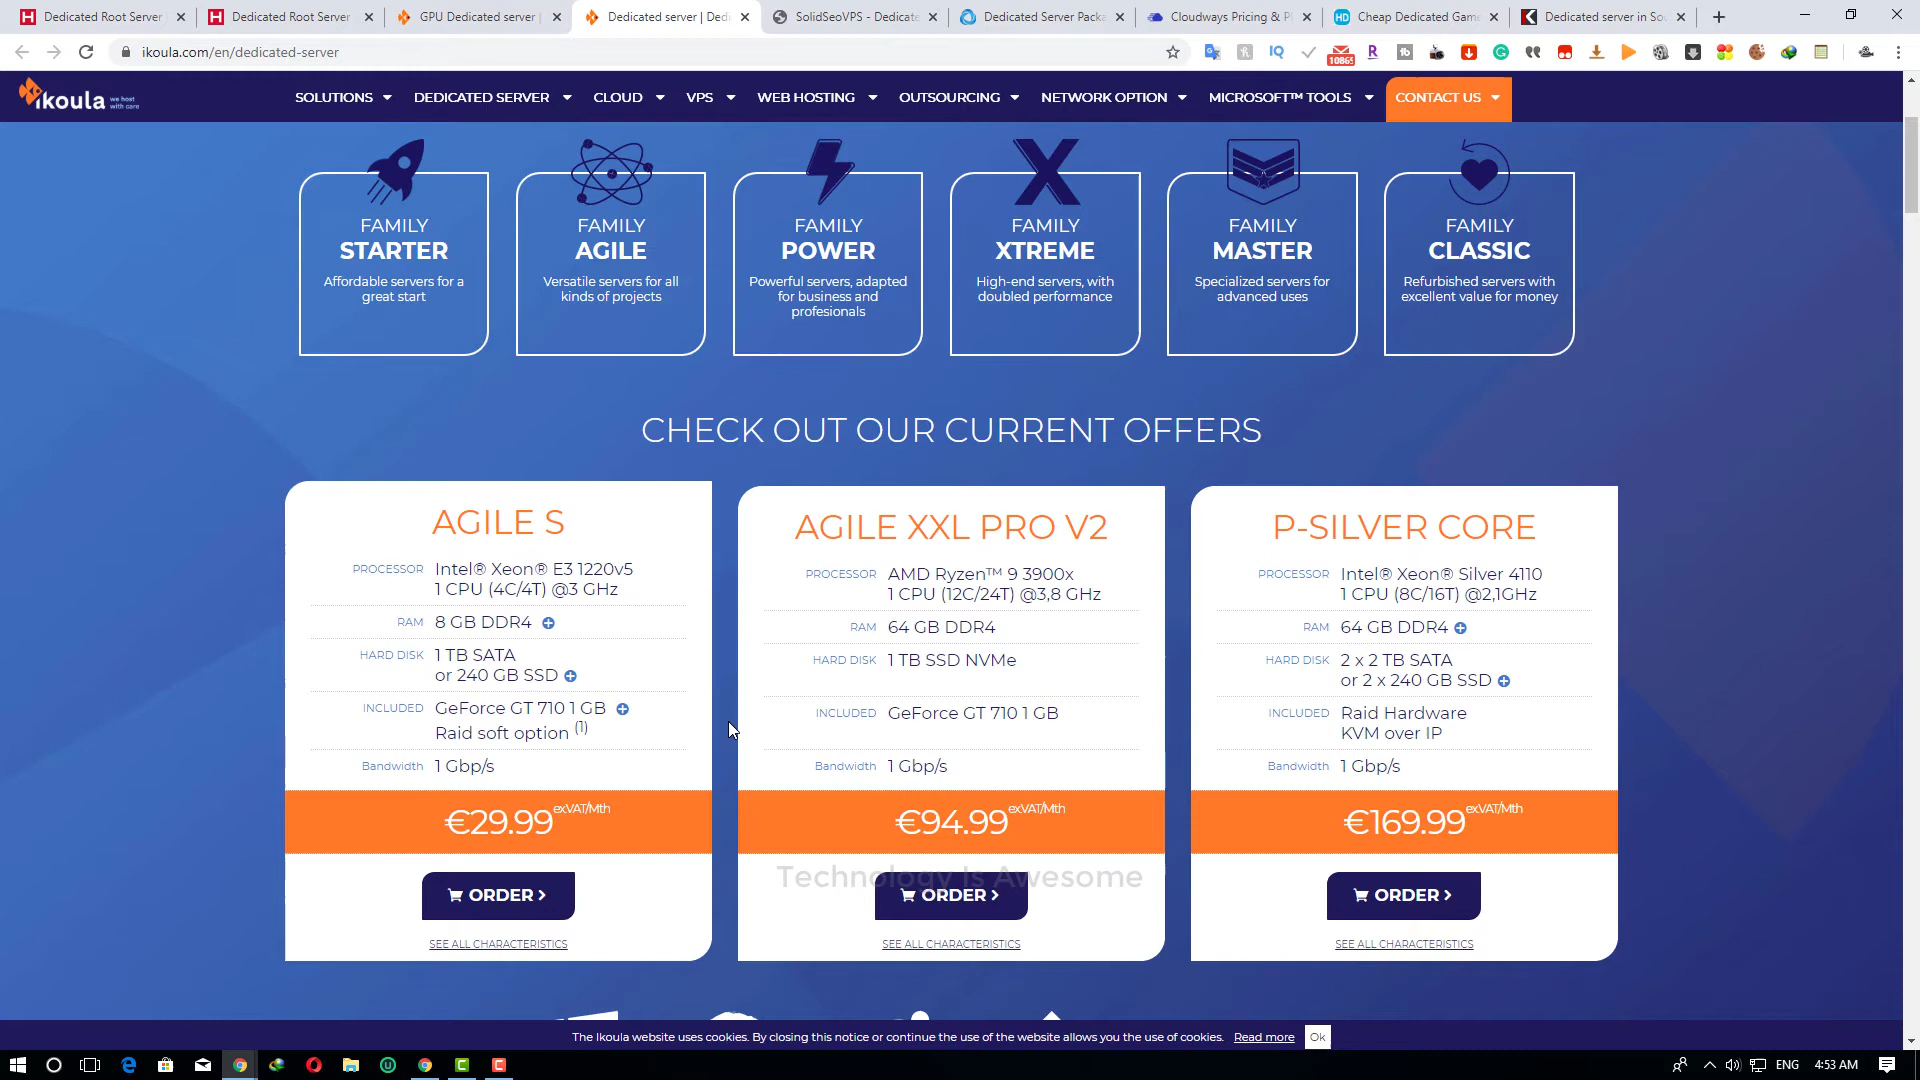 Dedicated Root Server
Dedicated Root Server
GPU Dedicated server |
Dedicated server | Ded
SolidSeoVPS - Dedicate
Dedicated Server Packa
Cloudways Pricing & P
Cheap Dedicated Game
Dedicated server in So
ikoula.com/en/dedicated-server
10865
ikoula we host with care
SOLUTIONS
DEDICATED SERVER
CLOUD
VPS
WEB HOSTING
OUTSOURCING
NETWORK OPTION
MICROSOFT™ TOOLS
CONTACT US
FAMILY
STARTER
Affordable servers for a
great start
FAMILY
AGILE
Versatile servers for all
kinds of projects
FAMILY
POWER
Powerful servers, adapted
for business and
profesionals
FAMILY
XTREME
High-end servers, with
doubled performance
FAMILY
MASTER
Specialized servers for
advanced uses
FAMILY
CLASSIC
Refurbished servers with
excellent value for money
CHECK OUT OUR CURRENT OFFERS
AGILE S
PROCESSOR Intel® Xeon® E3 1220v5
1 CPU (4C/4T) @3 GHz
RAM 8 GB DDR4
HARD DISK 1 TB SATA
or 240 GB SSD
INCLUDED GeForce GT 710 1 GB
Raid soft option (1)
Bandwidth 1 Gbp/s
€29.99 exVAT/Mth
ORDER
SEE ALL CHARACTERISTICS
AGILE XXL PRO V2
PROCESSOR AMD Ryzen™ 9 3900x
1 CPU (12C/24T) @3,8 GHz
RAM 64 GB DDR4
HARD DISK 1 TB SSD NVMe
INCLUDED GeForce GT 710 1 GB
Bandwidth 1 Gbp/s
€94.99 exVAT/Mth
Technology Is Awesome
ORDER
SEE ALL CHARACTERISTICS
P-SILVER CORE
PROCESSOR Intel® Xeon® Silver 4110
1 CPU (8C/16T) @2,1GHz
RAM 64 GB DDR4
HARD DISK 2 x 2 TB SATA
or 2 x 240 GB SSD
INCLUDED Raid Hardware
KVM over IP
Bandwidth 1 Gbp/s
€169.99 exVAT/Mth
ORDER
SEE ALL CHARACTERISTICS
The Ikoula website uses cookies. By closing this notice or continue the use of the website allows you the use of cookies. Read more Ok
ENG
4:53 AM